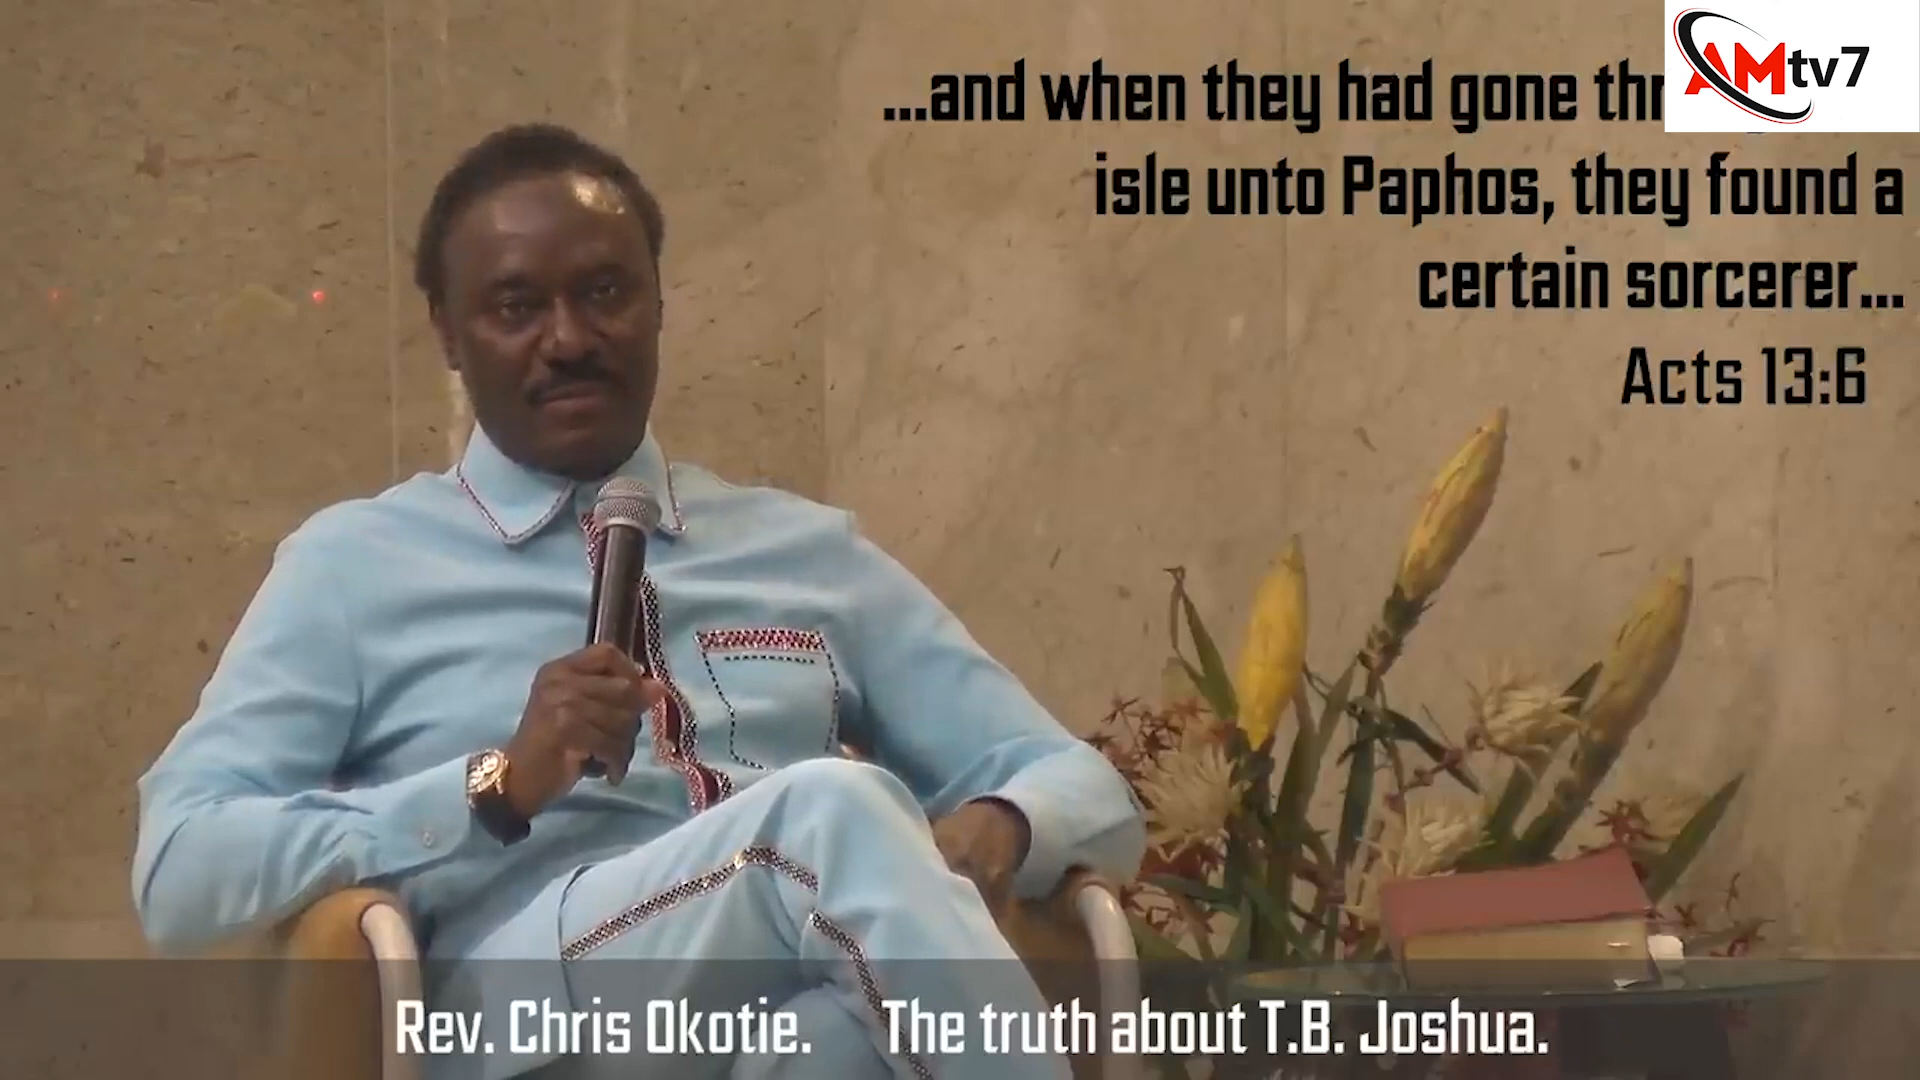 AMtv7
...and when they had gone thr
isle unto Paphos, they found a
certain sorcerer...
Acts 13:6
Rev. Chris Okotie. The truth about T.B. Joshua.